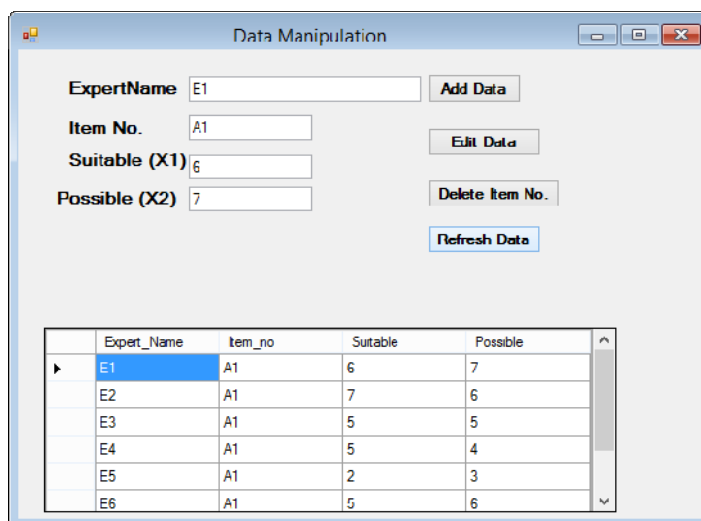 Data Manipulation
ExpertName E1 Add Data
Item No. A1
Edit Data
Suitable (X1) 6
Possible (X2) 7 Delete Item No.
Refresh Data
Expert_Name Item_no Suitable Possible
E1 A1 6 7
E2 A1 7 6
E3 A1 5 5
E4 A1 5 4
E5 A1 2 3
E6 A1 5 6